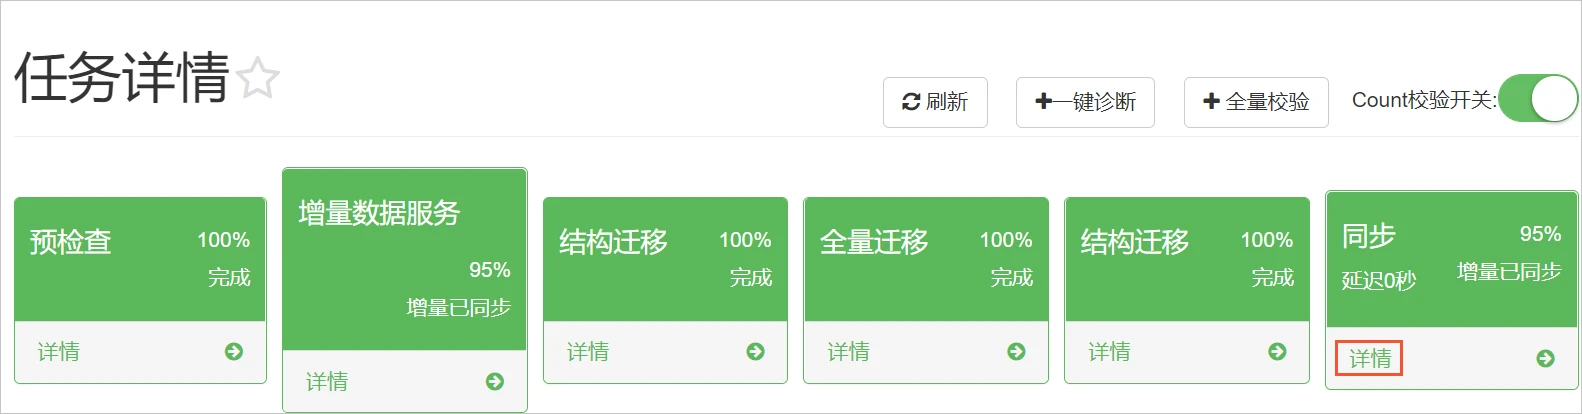 任务详情
刷新
一键诊断
全量校验
Count校验开关:
预检查
100%
完成
详情
增量数据服务
95%
增量已同步
详情
结构迁移
100%
完成
详情
全量迁移
100%
完成
详情
结构迁移
100%
完成
详情
同步
95%
延迟0秒
增量已同步
详情